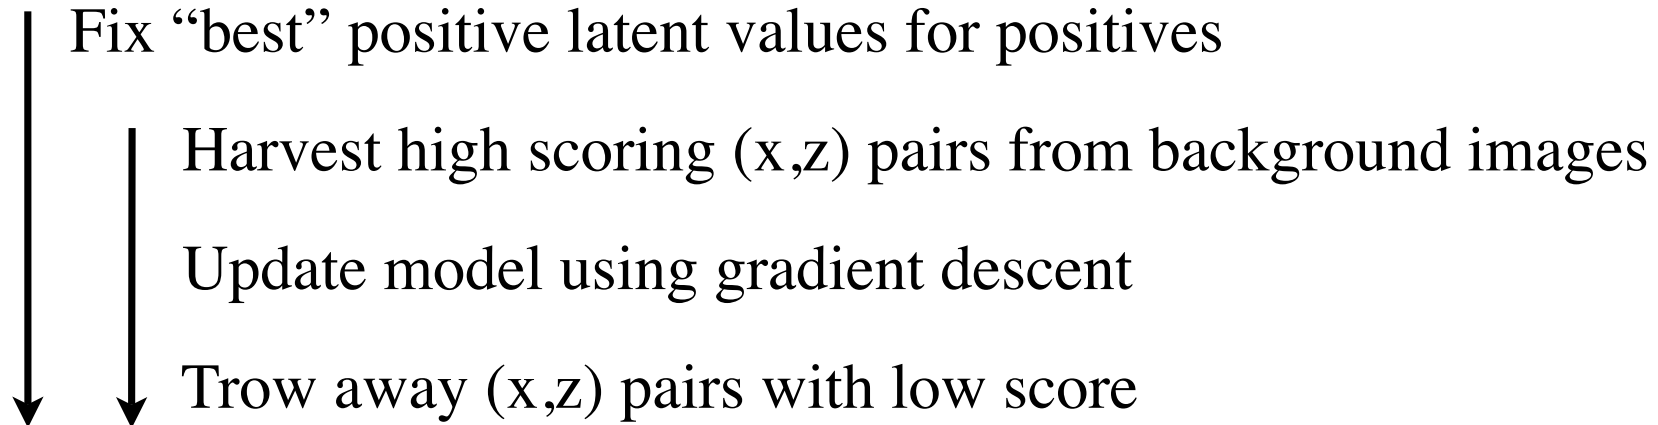 Fix “best” positive latent values for positives
Harvest high scoring (x,z) pairs from background images
Update model using gradient descent
Trow away (x,z) pairs with low score